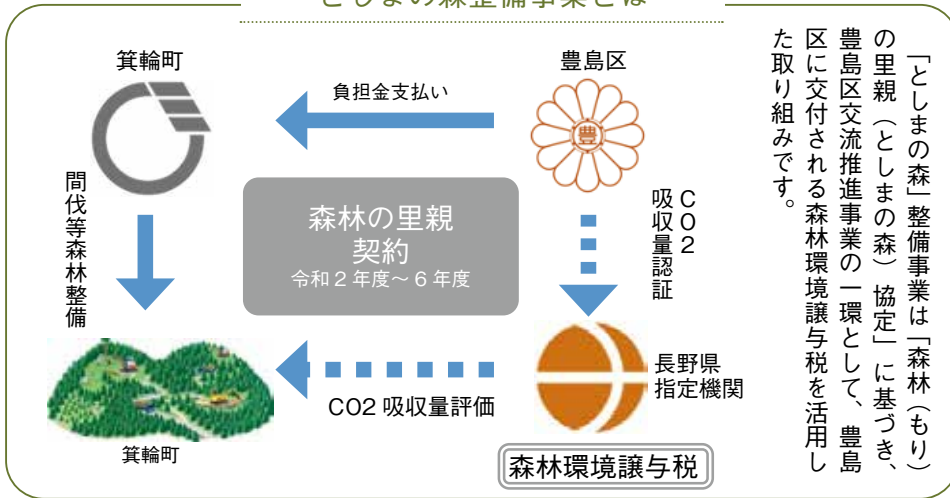 としまの森整備事業とは
「としまの森」整備事業は「森林（もり）
の里親（としまの森）協定」に基づき、
豊島区交流推進事業の一環として、豊島
区に交付される森林環境譲与税を活用し
た取り組みです。
箕輪町
豊島区
負担金支払い
豊
間伐等森林整備
森林の里親
契約
令和２年度～６年度
CO2
吸収量認証
長野県
指定機関
CO2 吸収量評価
箕輪町
森林環境譲与税